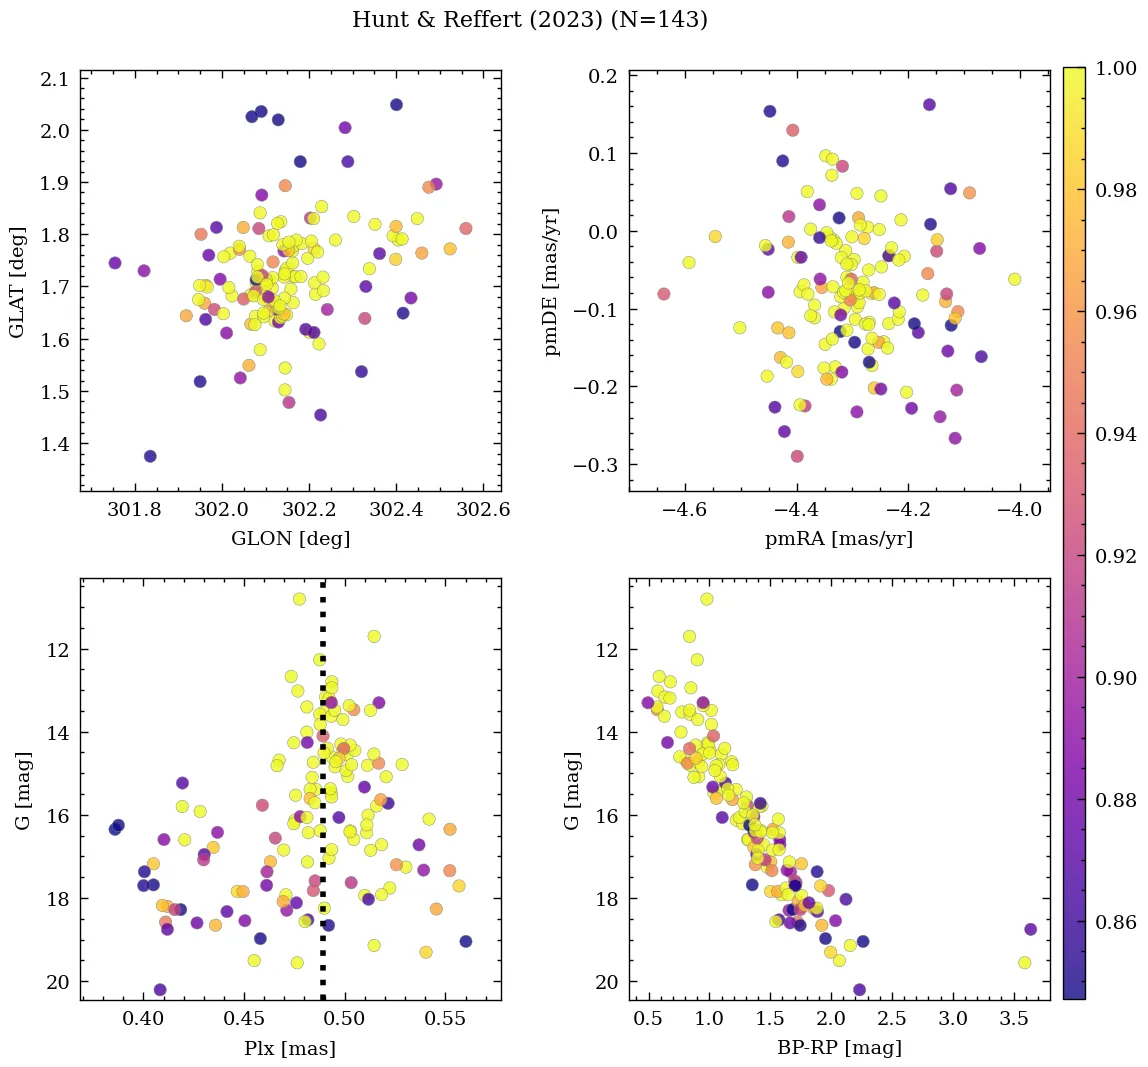 Hunt & Reffert (2023) (N=143)
2.1
2.0
1.9
1.8
1.7
1.6
1.5
1.4
GLAT [deg]
301.8 302.0 302.2 302.4 302.6
GLON [deg]
0.2
0.1
0.0
−0.1
−0.2
−0.3
pmDE [mas/yr]
−4.6 −4.4 −4.2 −4.0
pmRA [mas/yr]
12
14
16
18
20
G [mag]
0.40 0.45 0.50 0.55
Plx [mas]
12
14
16
18
20
G [mag]
0.5 1.0 1.5 2.0 2.5 3.0 3.5
BP-RP [mag]
1.00
0.98
0.96
0.94
0.92
0.90
0.88
0.86